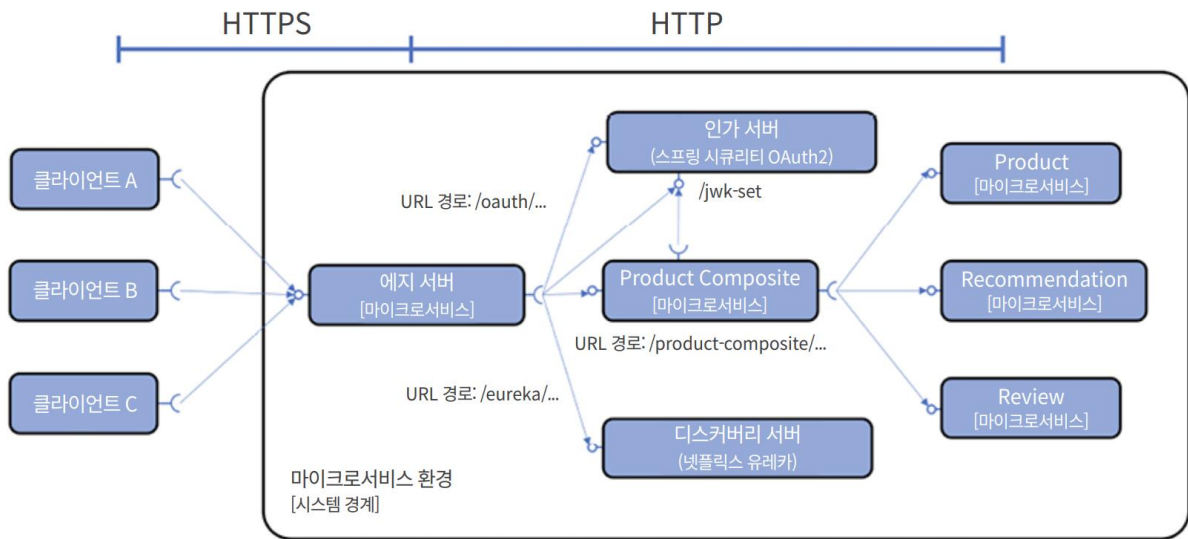 HTTPS
HTTP
클라이언트 A
클라이언트 B
클라이언트 C
에지 서버
[마이크로서비스]
URL 경로: /oauth/...
인가 서버
(스프링 시큐리티 OAuth2)
/jwk-set
Product Composite
[마이크로서비스]
URL 경로: /product-composite/...
URL 경로: /eureka/...
디스커버리 서버
(넷플릭스 유레카)
Product
[마이크로서비스]
Recommendation
[마이크로서비스]
Review
[마이크로서비스]
마이크로서비스 환경
[시스템 경계]